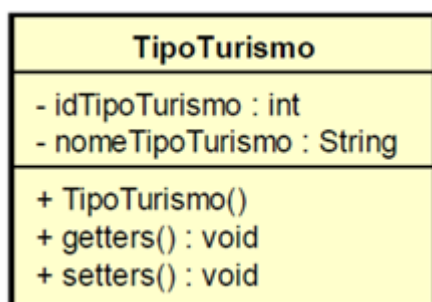 TipoTurismo
- idTipoTurismo : int
- nomeTipoTurismo : String
+ TipoTurismo()
+ getters() : void
+ setters() : void